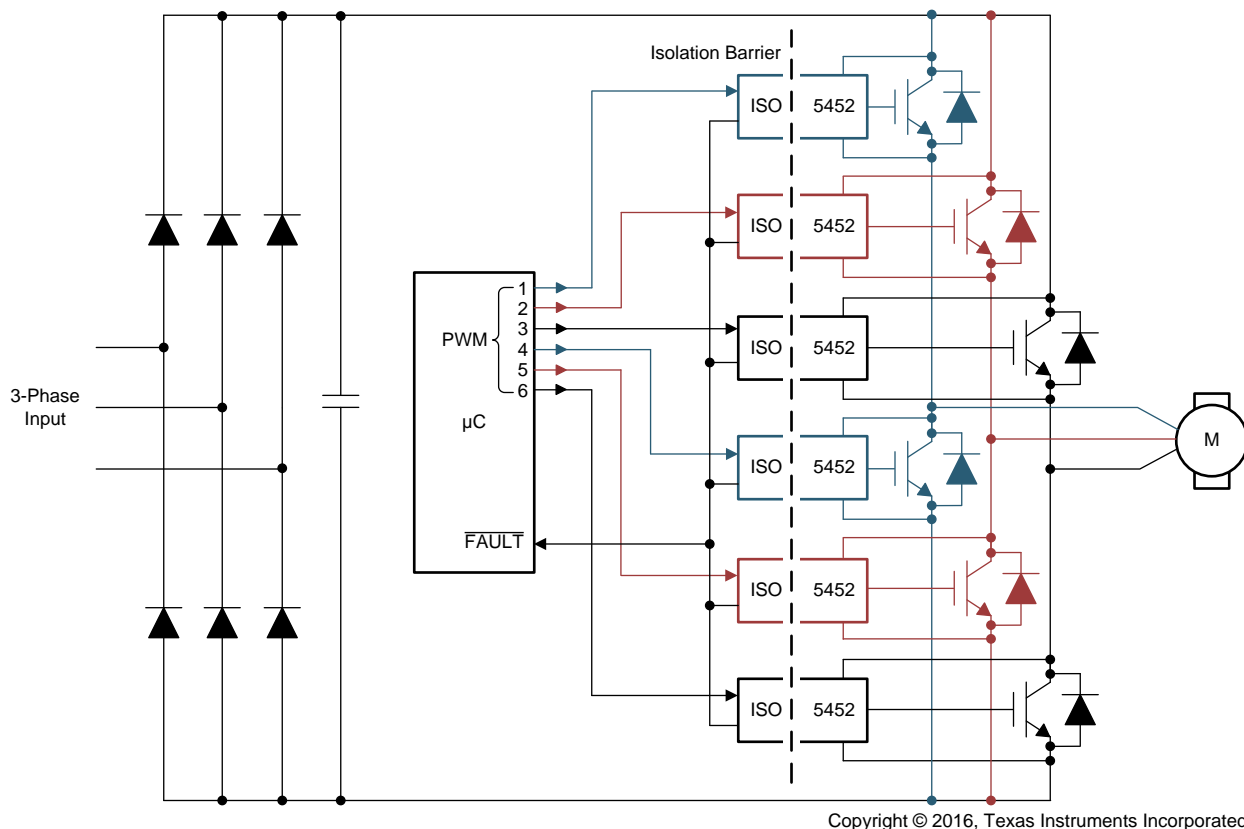 Isolation Barrier
ISO 5452
ISO 5452
1
2
3
PWM
4
5
6
µC
FAULT
ISO 5452
3-Phase
Input
ISO 5452
M
ISO 5452
ISO 5452
Copyright © 2016, Texas Instruments Incorporated